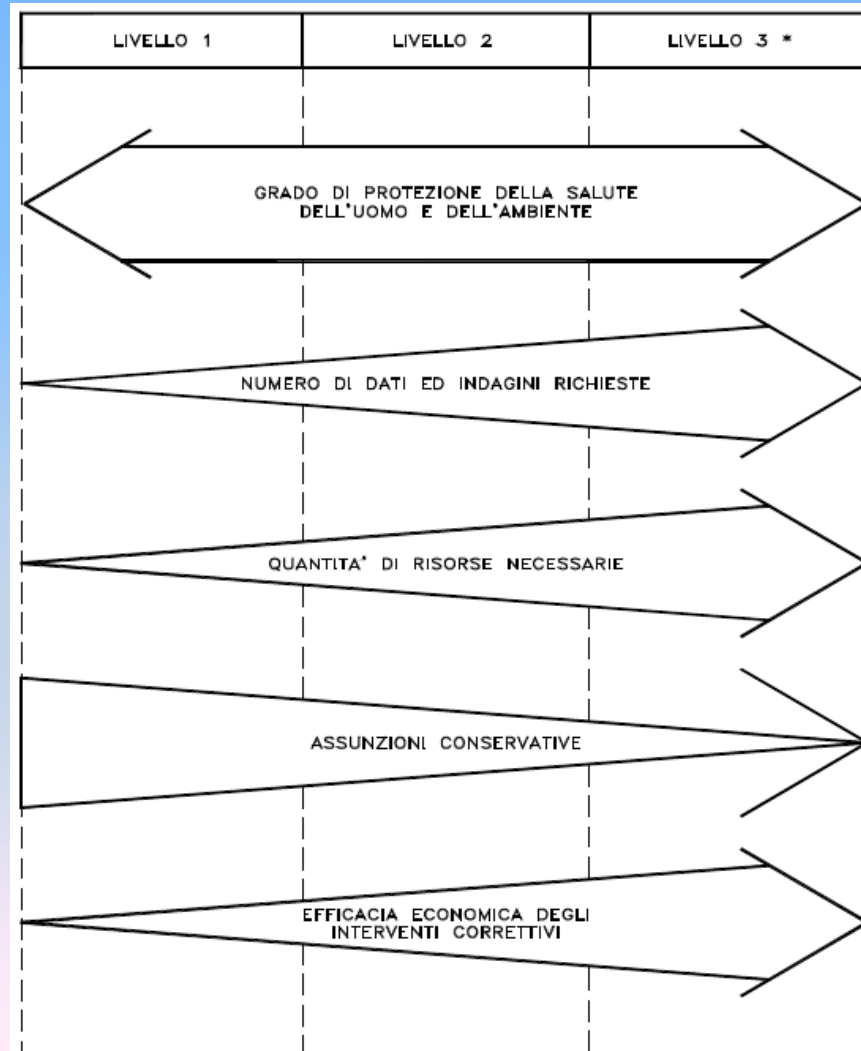 LIVELLO 1
LIVELLO 2
LIVELLO 3 *
GRADO DI PROTEZIONE DELLA SALUTE
DELL'UOMO E DELL'AMBIENTE
NUMERO DI DATI ED INDAGINI RICHIESTE
QUANTITA' DI RISORSE NECESSARIE
ASSUNZIONI CONSERVATIVE
EFFICACIA ECONOMICA DEGLI
INTERVENTI CORRETTIVI